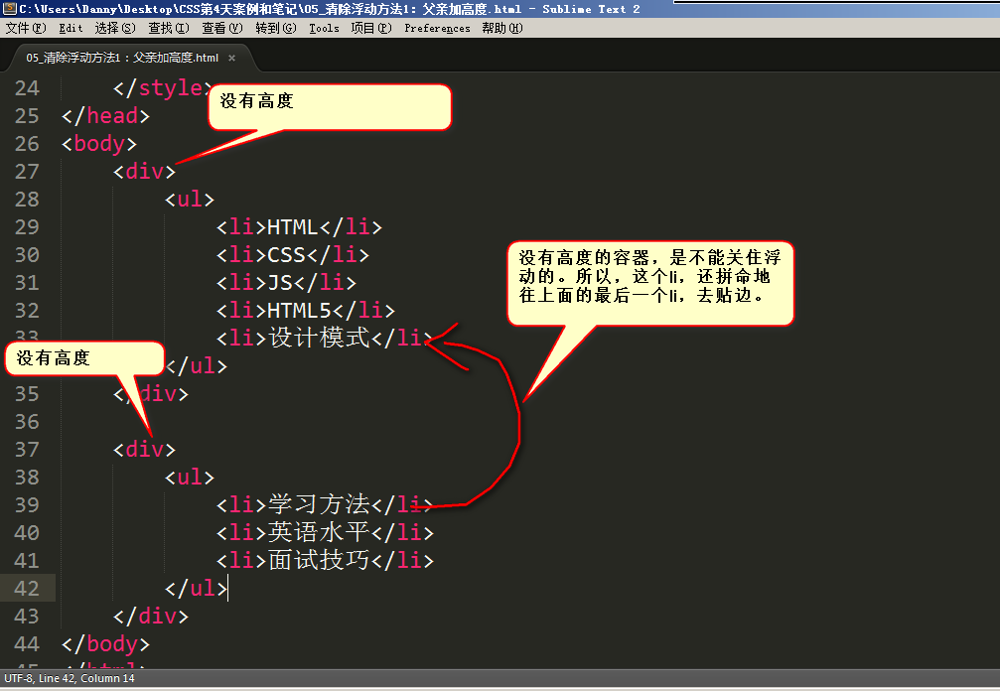 C:\Users\Danny\Desktop\CSS第4天案例和笔记\05_清除浮动方法1：父亲加高度.html - Sublime Text 2
文件(F) Edit 选择(S) 查找(I) 查看(V) 转到(G) Tools 项目(P) Preferences 帮助(H)
05_清除浮动方法1：父亲加高度.html ×
24 </style>
没有高度
25 </head>
26 <body>
27 <div>
28 <ul>
29 <li>HTML</li>
30 <li>CSS</li>
31 <li>JS</li>
32 <li>HTML5</li>
33 <li>设计模式</li>
没有高度的容器，是不能关住浮
动的。所以，这个li，还拼命地
往上面的最后一个li，去贴边。
没有高度
</ul>
35 </div>
36
37 <div>
38 <ul>
39 <li>学习方法</li>
40 <li>英语水平</li>
41 <li>面试技巧</li>
42 </ul>
43 </div>
44 </body>
45 </html>
UTF-8, Line 42, Column 14